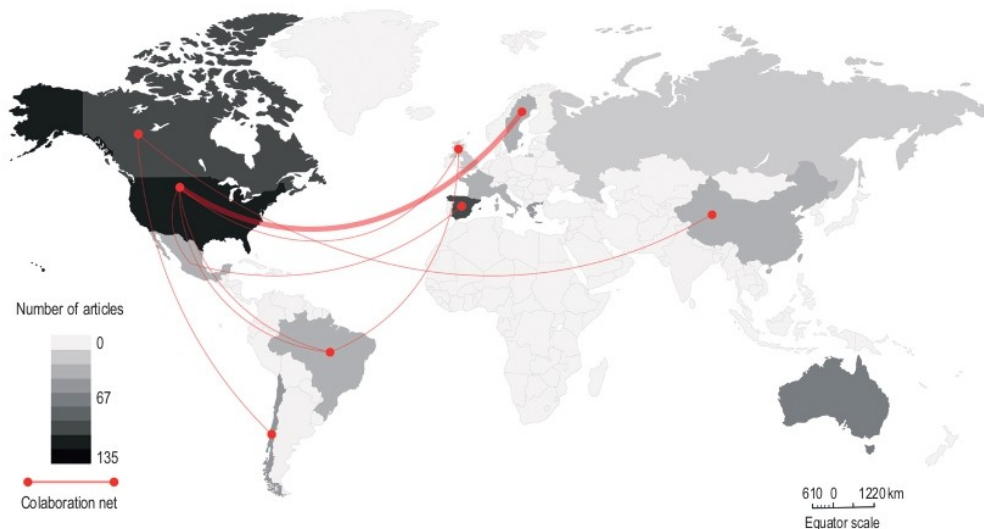 Number of articles
0
67
135
Colaboration net
610 0 1220 km
Equator scale